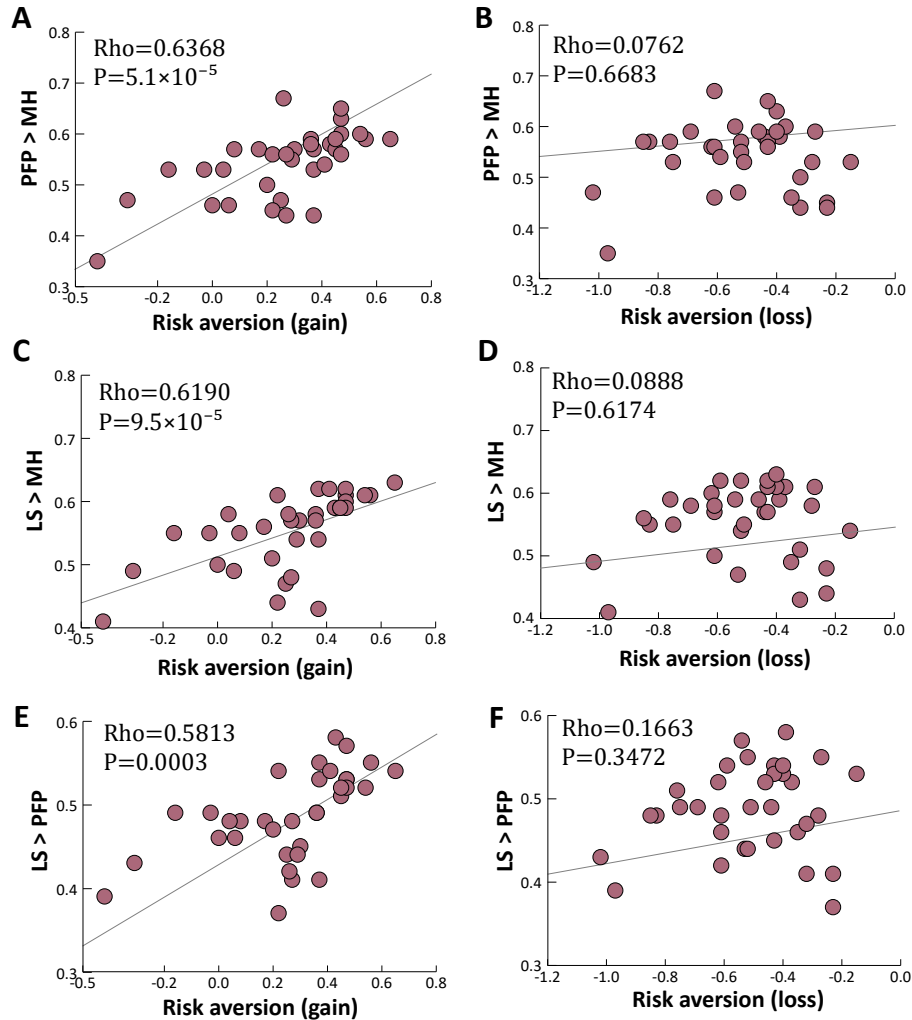 A
Rho=0.6368
P=5.1×10⁻⁵
PFP > MH
0.8
0.7
0.6
0.5
0.4
0.3
-0.5 -0.2 0.0 0.2 0.4 0.6 0.8
Risk aversion (gain)
B
Rho=0.0762
P=0.6683
PFP > MH
0.8
0.7
0.6
0.5
0.4
0.3
-1.2 -1.0 -0.8 -0.6 -0.4 -0.2 0.0
Risk aversion (loss)
C
Rho=0.6190
P=9.5×10⁻⁵
LS > MH
0.8
0.7
0.6
0.5
0.4
-0.5 -0.2 0.0 0.2 0.4 0.6 0.8
Risk aversion (gain)
D
Rho=0.0888
P=0.6174
LS > MH
0.8
0.7
0.6
0.5
0.4
-1.2 -1.0 -0.8 -0.6 -0.4 -0.2 0.0
Risk aversion (loss)
E
Rho=0.5813
P=0.0003
LS > PFP
0.6
0.5
0.4
0.3
-0.5 -0.2 0.0 0.2 0.4 0.6 0.8
Risk aversion (gain)
F
Rho=0.1663
P=0.3472
LS > PFP
0.6
0.5
0.4
0.3
-1.2 -1.0 -0.8 -0.6 -0.4 -0.2 0.0
Risk aversion (loss)